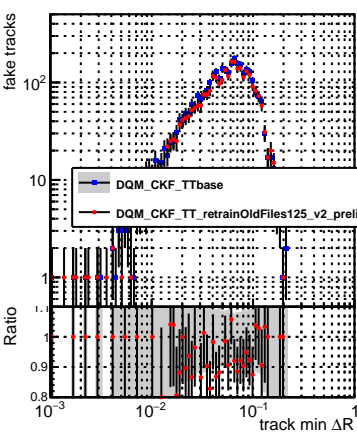 fake tracks
10²
10
1
DQM_CKF_TTbase
DQM_CKF_TT_retrainOldFiles125_v2_preli
Ratio
1.1
1
0.9
0.8
10⁻³ 10⁻² 10⁻¹ 1
track min ΔR